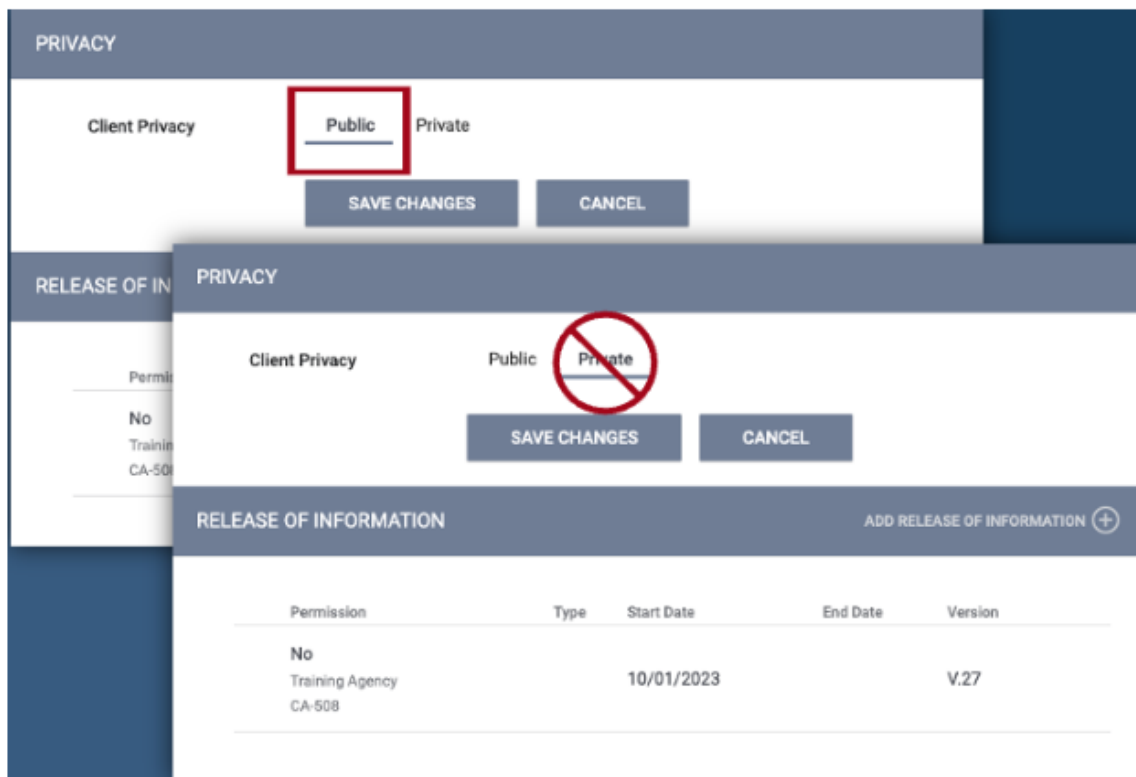 PRIVACY
Client Privacy Public Private
SAVE CHANGES CANCEL
RELEASE OF IN
No
CA-50
PRIVACY
Client Privacy Public Private
SAVE CHANGES CANCEL
RELEASE OF INFORMATION ADD RELEASE OF INFORMATION
Permission Type Start Date End Date Version
No
Training Agency 10/01/2023 V.27
CA-508